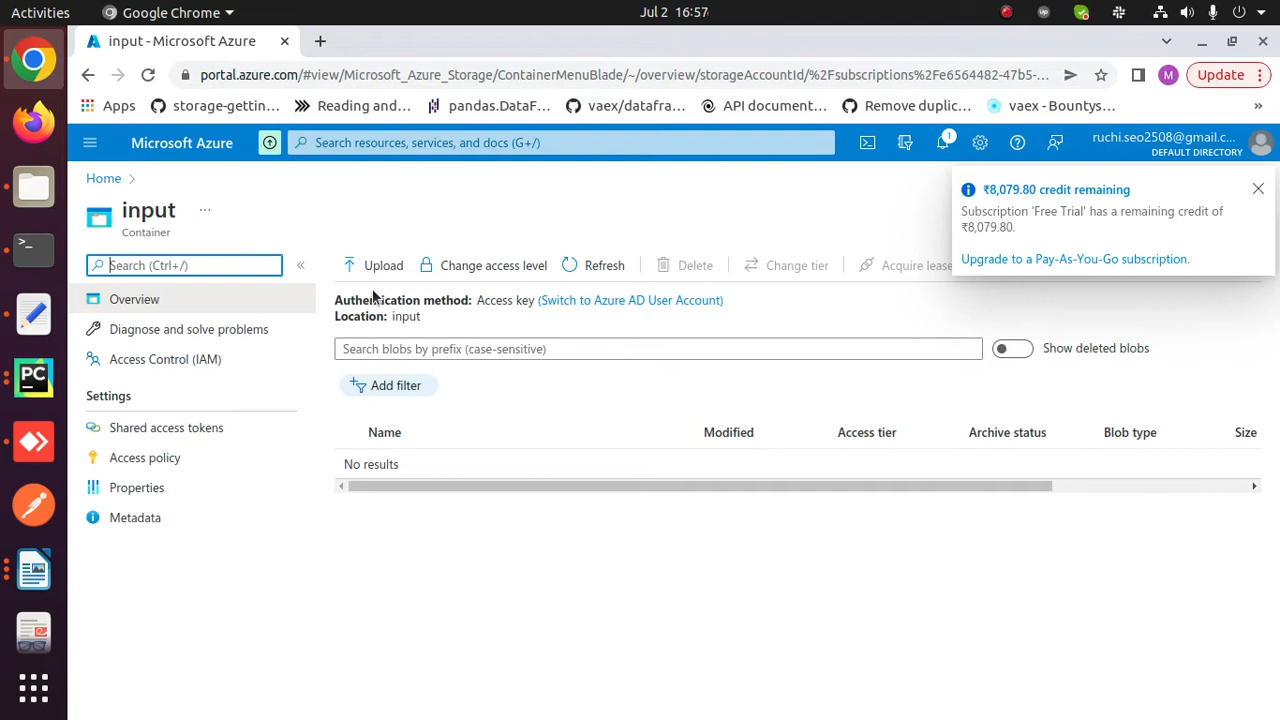 Activities
Google Chrome
Jul 2 16:57
input - Microsoft Azure
portal.azure.com/#view/Microsoft_Azure_Storage/ContainerMenuBlade/~/overview/storageAccountId/%2Fsubscriptions%2Fe6564482-47b5-...
M
Update
Apps
storage-gettin...
Reading and...
pandas.DataF...
vaex/datafra...
API document...
Remove duplic...
vaex - Bountys...
»
Microsoft Azure
Search resources, services, and docs (G+/)
1
ruchi.seo2508@gmail.c...
DEFAULT DIRECTORY
Home >
₹8,079.80 credit remaining
Subscription 'Free Trial' has a remaining credit of
₹8,079.80.
Upgrade to a Pay-As-You-Go subscription.
input
...
Container
Search (Ctrl+/)
«
Upload
Change access level
Refresh
Delete
Change tier
Acquire lease
Overview
Diagnose and solve problems
Access Control (IAM)
Settings
Shared access tokens
Access policy
Properties
Metadata
Authentication method: Access key (Switch to Azure AD User Account)
Location: input
Search blobs by prefix (case-sensitive)
Show deleted blobs
Add filter
Name
Modified
Access tier
Archive status
Blob type
Size
No results
PC